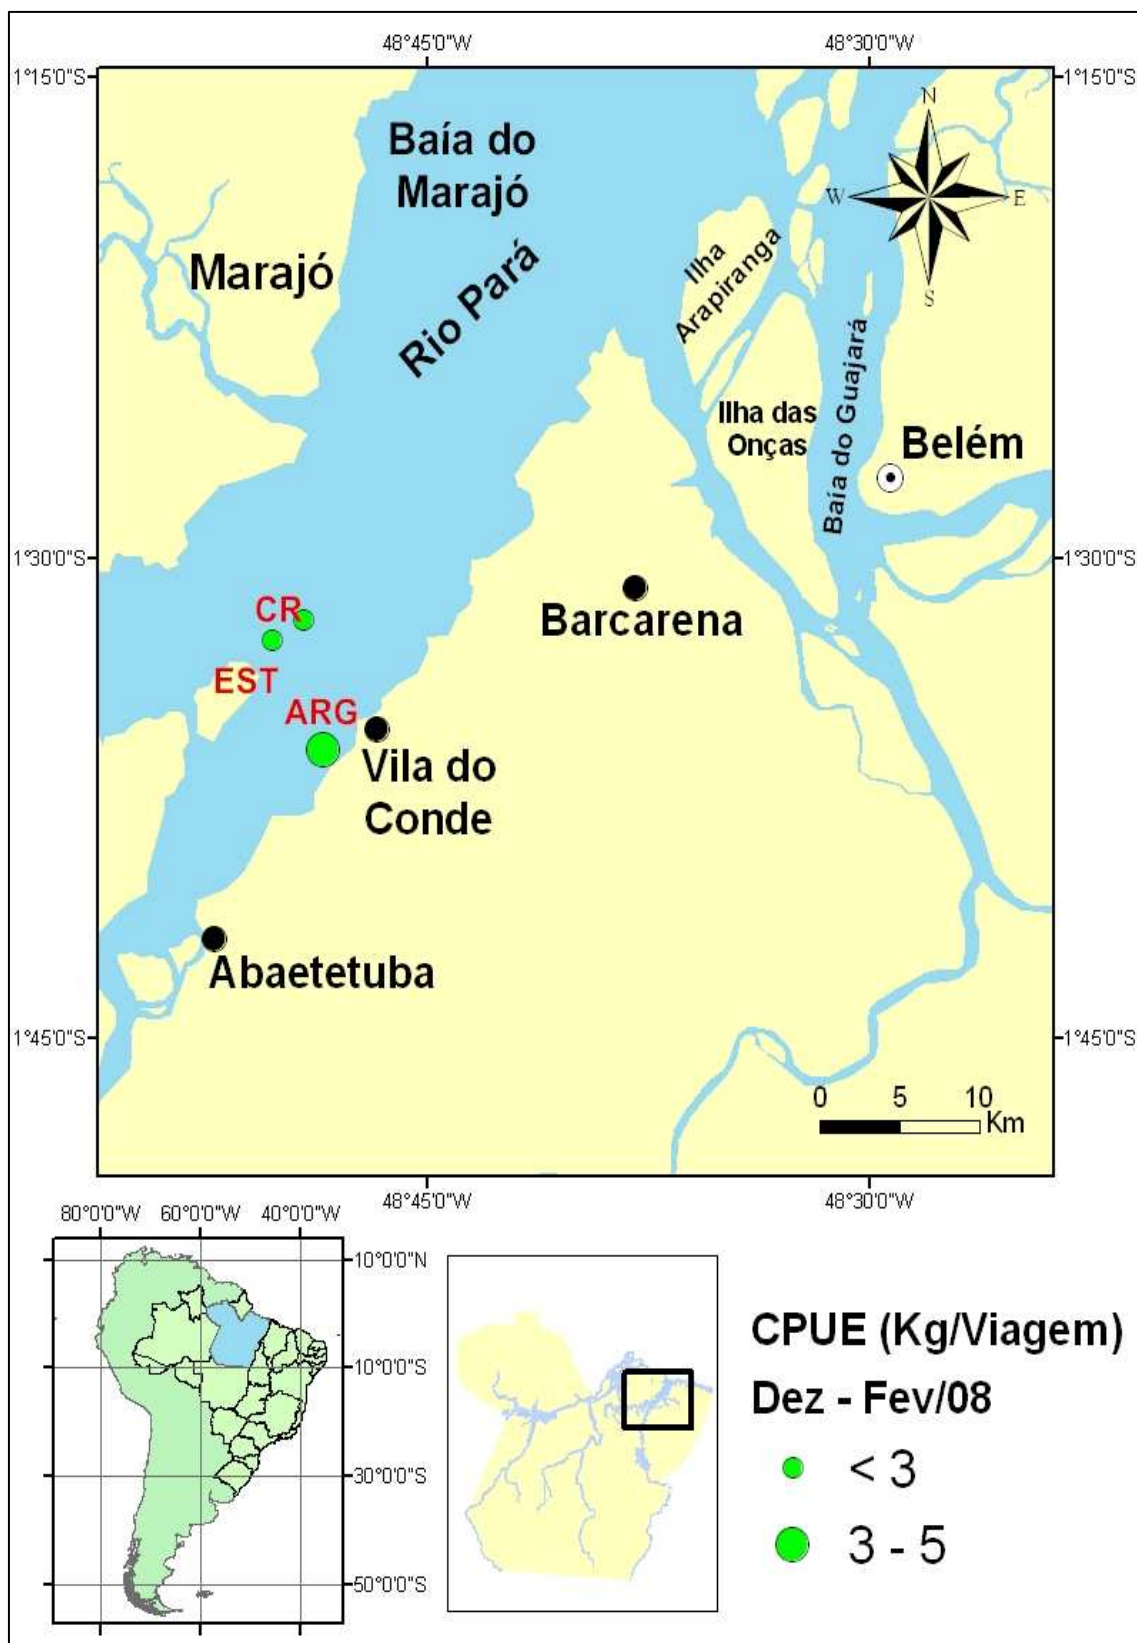 48°45'0"W
48°30'0"W
1°15'0"S
1°15'0"S
N
W
E
S
Baía do
Marajó
Marajó
Rio Pará
Ilha
Arapiranga
Baía do Guajará
Ilha das
Onças
Belém
1°30'0"S
1°30'0"S
CR
Barcarena
EST
ARG
Vila do
Conde
Abaetetuba
1°45'0"S
1°45'0"S
0 5 10
Km
48°45'0"W
48°30'0"W
80°0'0"W 60°0'0"W 40°0'0"W
10°0'0"N
10°0'0"S
30°0'0"S
50°0'0"S
CPUE (Kg/Viagem)
Dez - Fev/08
< 3
3 - 5